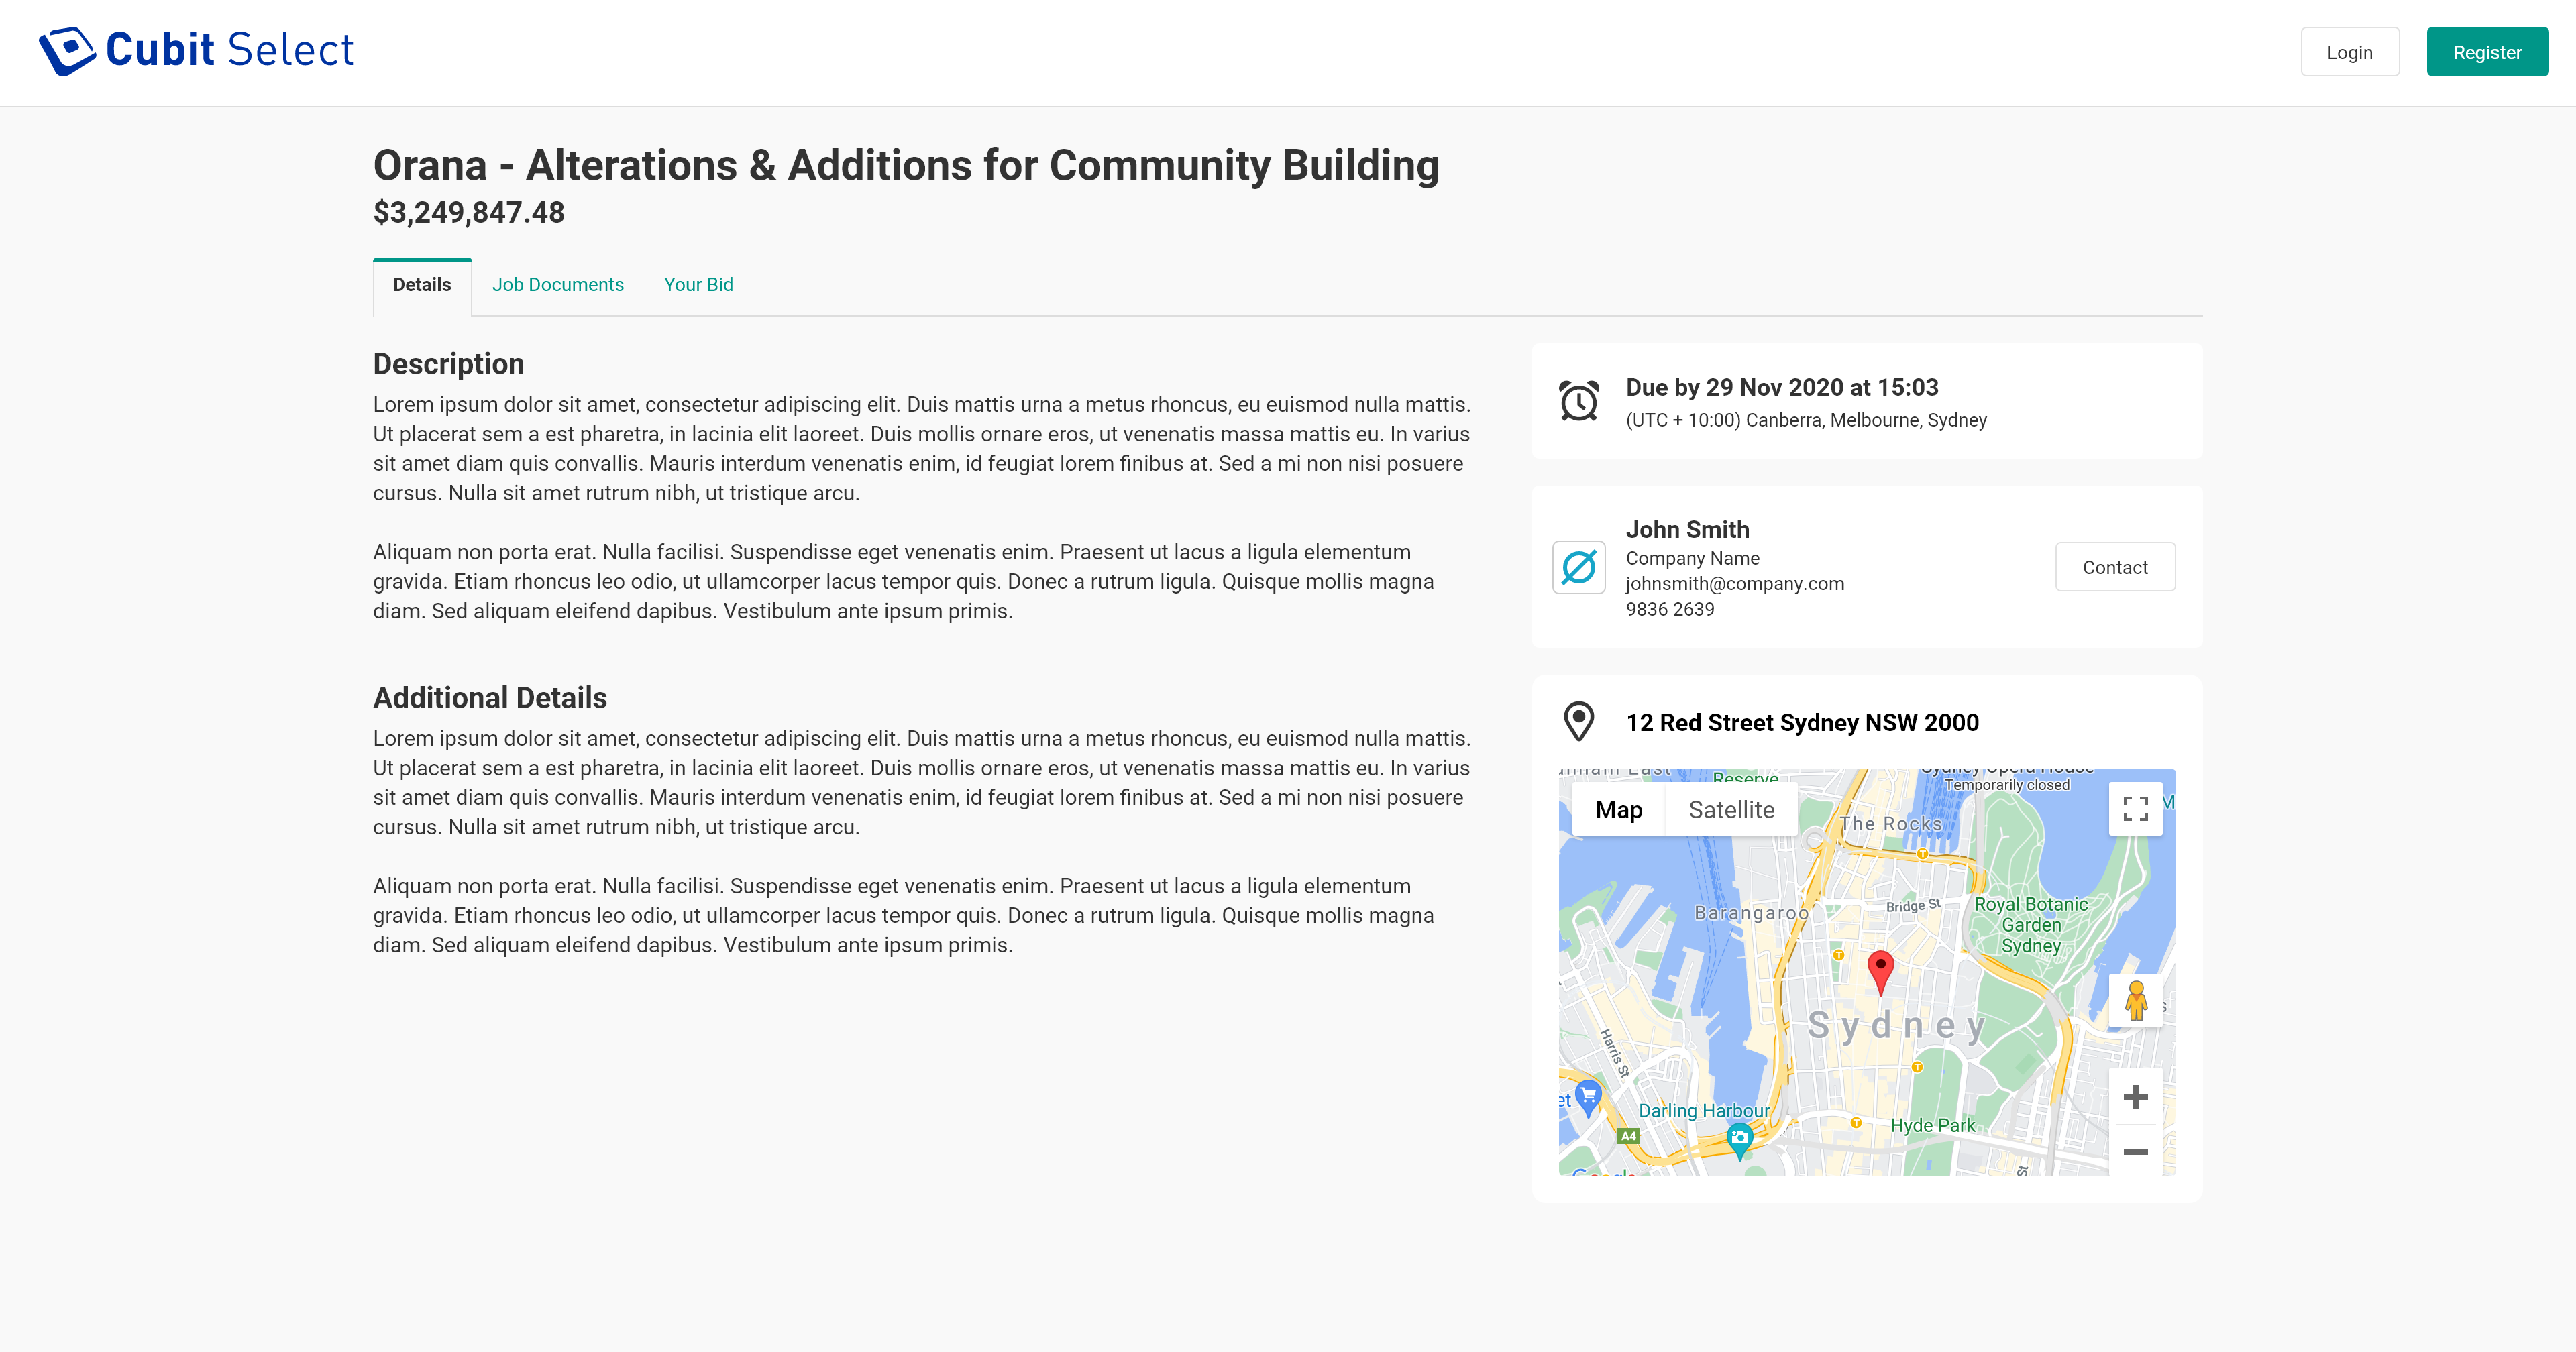 Cubit Select
Login
Register
Orana - Alterations & Additions for Community Building
$3,249,847.48
Details
Job Documents
Your Bid
Description
Lorem ipsum dolor sit amet, consectetur adipiscing elit. Duis mattis urna a metus rhoncus, eu euismod nulla mattis.
Ut placerat sem a est pharetra, in lacinia elit laoreet. Duis mollis ornare eros, ut venenatis massa mattis eu. In varius
sit amet diam quis convallis. Mauris interdum venenatis enim, id feugiat lorem finibus at. Sed a mi non nisi posuere
cursus. Nulla sit amet rutrum nibh, ut tristique arcu.
Aliquam non porta erat. Nulla facilisi. Suspendisse eget venenatis enim. Praesent ut lacus a ligula elementum
gravida. Etiam rhoncus leo odio, ut ullamcorper lacus tempor quis. Donec a rutrum ligula. Quisque mollis magna
diam. Sed aliquam eleifend dapibus. Vestibulum ante ipsum primis.
Additional Details
Lorem ipsum dolor sit amet, consectetur adipiscing elit. Duis mattis urna a metus rhoncus, eu euismod nulla mattis.
Ut placerat sem a est pharetra, in lacinia elit laoreet. Duis mollis ornare eros, ut venenatis massa mattis eu. In varius
sit amet diam quis convallis. Mauris interdum venenatis enim, id feugiat lorem finibus at. Sed a mi non nisi posuere
cursus. Nulla sit amet rutrum nibh, ut tristique arcu.
Aliquam non porta erat. Nulla facilisi. Suspendisse eget venenatis enim. Praesent ut lacus a ligula elementum
gravida. Etiam rhoncus leo odio, ut ullamcorper lacus tempor quis. Donec a rutrum ligula. Quisque mollis magna
diam. Sed aliquam eleifend dapibus. Vestibulum ante ipsum primis.
Due by 29 Nov 2020 at 15:03
(UTC + 10:00) Canberra, Melbourne, Sydney
John Smith
Company Name
johnsmith@company.com
9836 2639
Contact
12 Red Street Sydney NSW 2000
East
Reserve
Sydney Opera House
Temporarily closed
Map
Satellite
M
The Rocks
Barangaroo
Bridge St
Royal Botanic
Garden
Sydney
T
T
Sydney
s
Harris St
T
et
Darling Harbour
T
Hyde Park
A4
St
Google